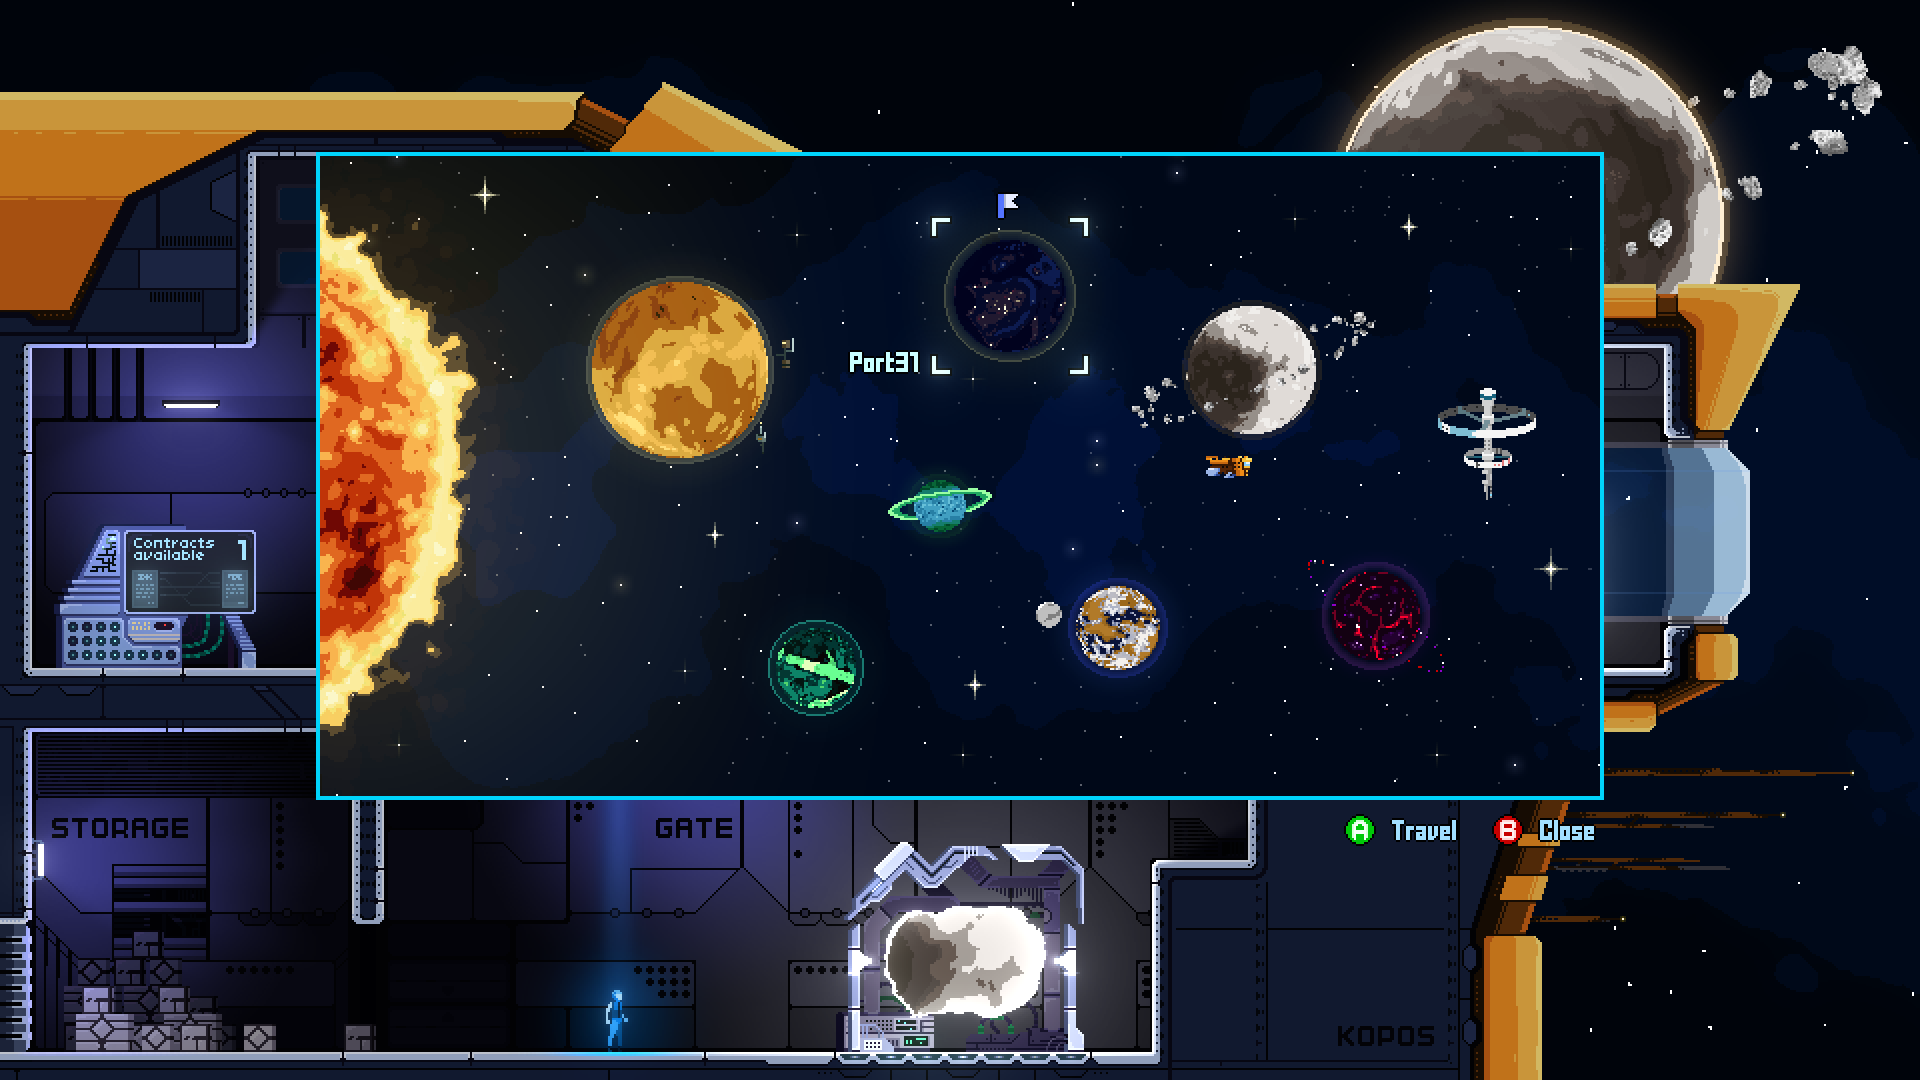 Port31
Contracts
available
1
STORAGE
GATE
A Travel
B Close
KOPOS